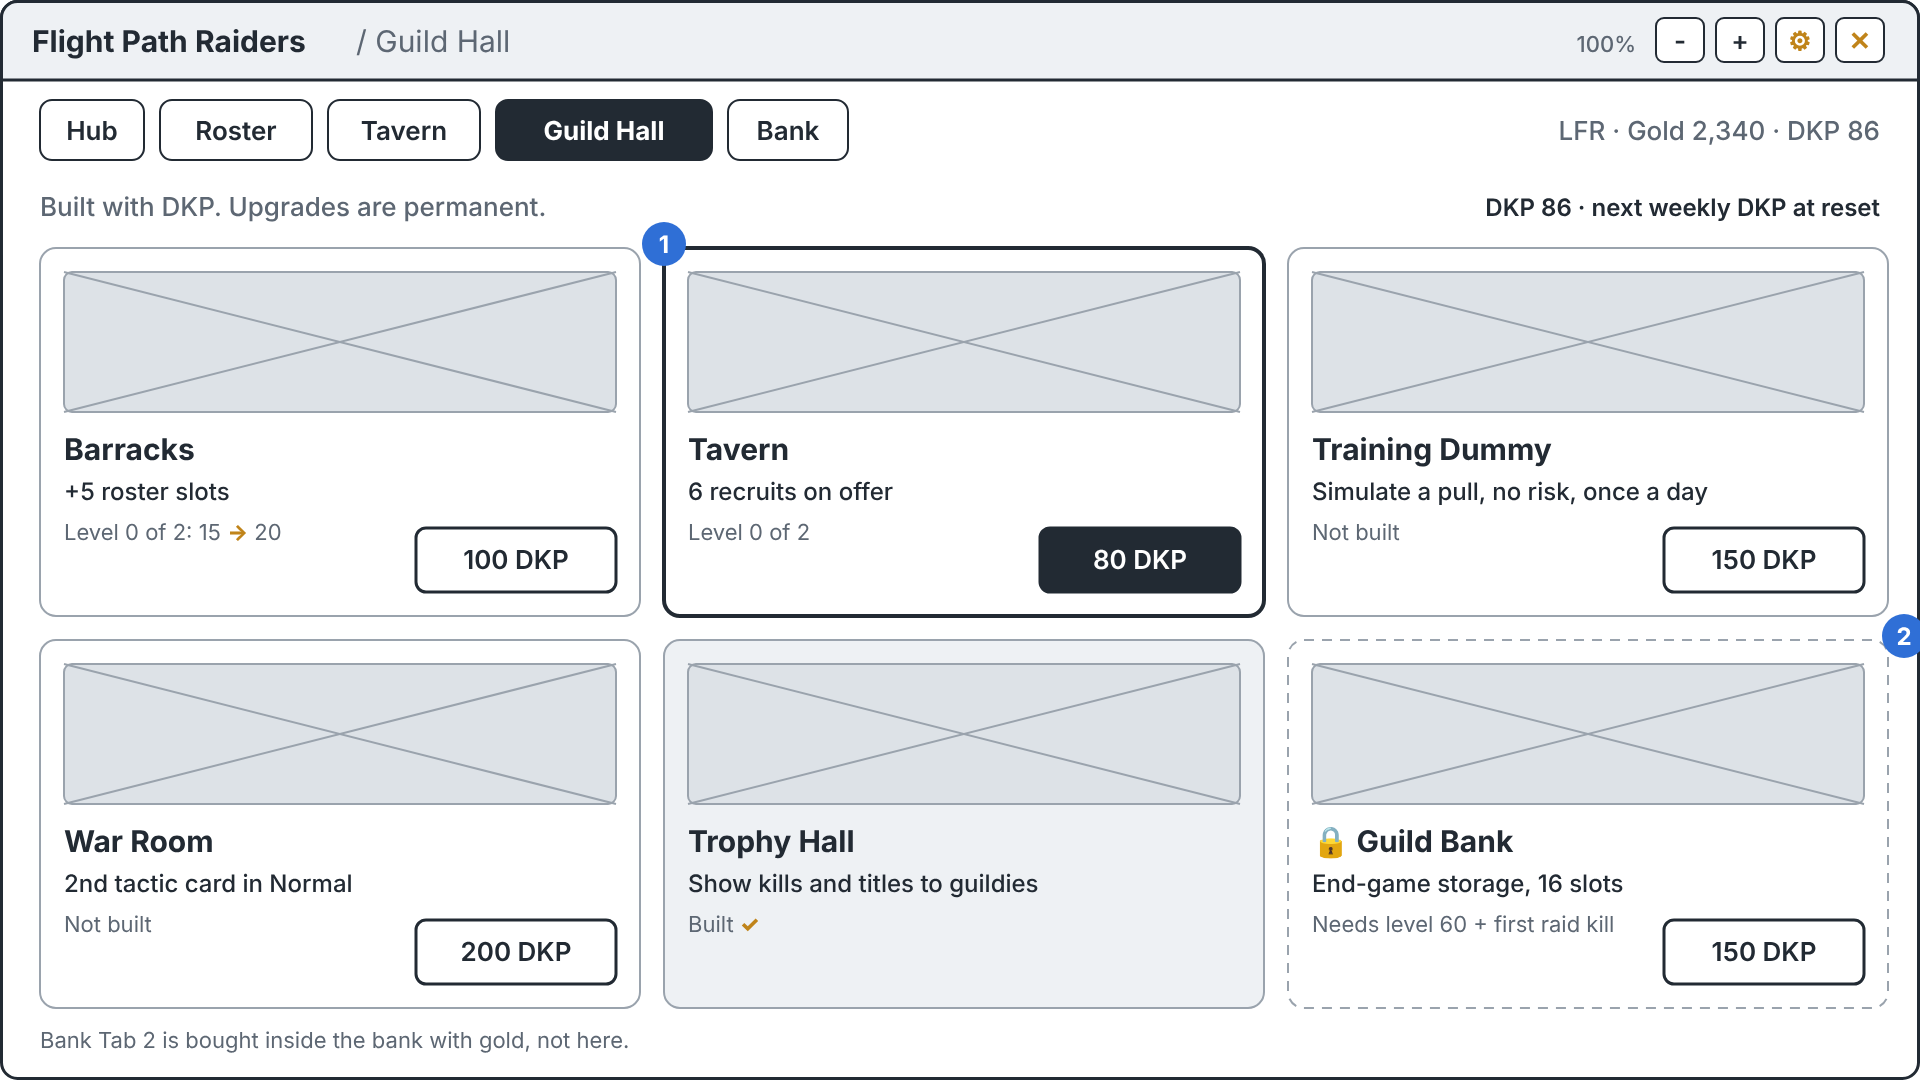 Flight Path Raiders / Guild Hall
100% - + ⚙ ✕
Hub Roster Tavern Guild Hall Bank
LFR · Gold 2,340 · DKP 86
Built with DKP. Upgrades are permanent.
DKP 86 · next weekly DKP at reset
1
Barracks
+5 roster slots
Level 0 of 2: 15 → 20
100 DKP
Tavern
6 recruits on offer
Level 0 of 2
80 DKP
Training Dummy
Simulate a pull, no risk, once a day
Not built
150 DKP
2
War Room
2nd tactic card in Normal
Not built
200 DKP
Trophy Hall
Show kills and titles to guildies
Built ✓
🔒 Guild Bank
End-game storage, 16 slots
Needs level 60 + first raid kill
150 DKP
Bank Tab 2 is bought inside the bank with gold, not here.